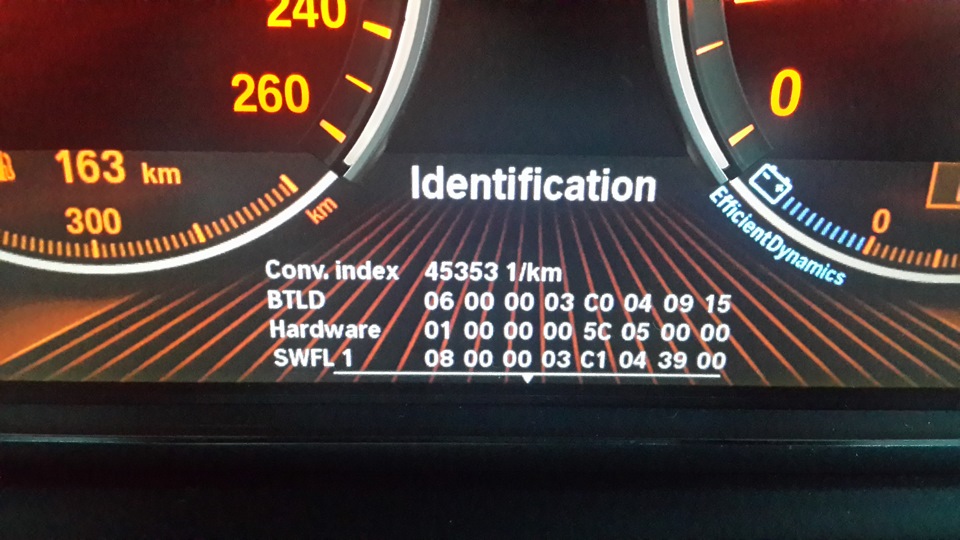 240
260
0
163 km
300
km
Identification
EfficientDynamics
0
Conv. index 45353 1/km
BTLD 06 00 00 03 C0 04 09 15
Hardware 01 00 00 00 5C 05 00 00
SWFL 1 08 00 00 03 C1 04 39 00